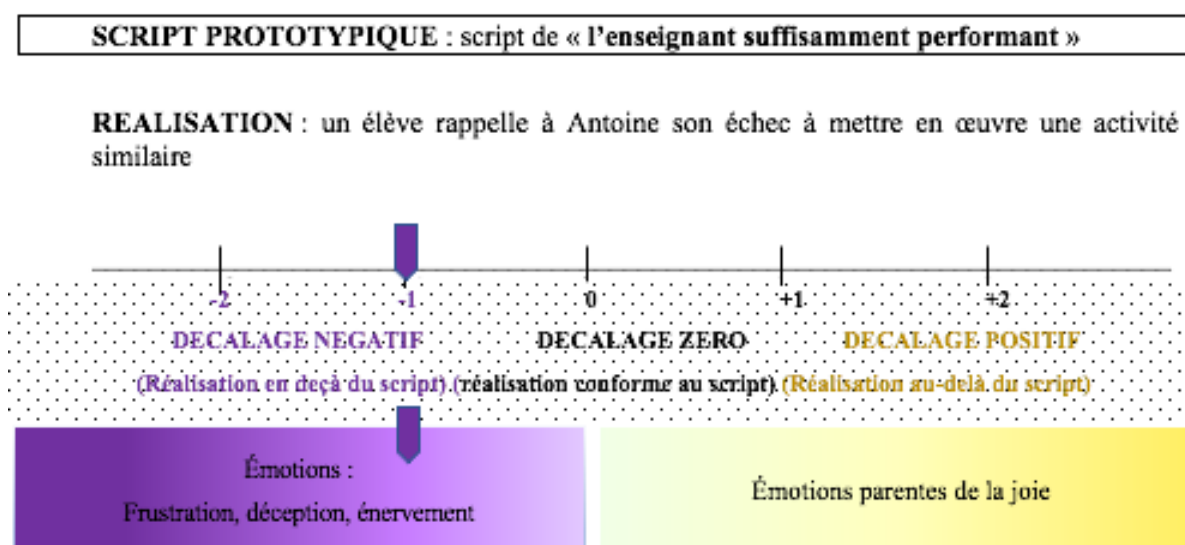 SCRIPT PROTOTYPIQUE : script de « l'enseignant suffisamment performant »
REALISATION : un élève rappelle à Antoine son échec à mettre en œuvre une activité
similaire
-2 -1 0 +1 +2
DECALAGE NEGATIF DECALAGE ZERO DECALAGE POSITIF
(Réalisation en deçà du script) (réalisation conforme au script) (Réalisation au-delà du script)
Émotions :
Frustration, déception, énervement
Émotions parentes de la joie